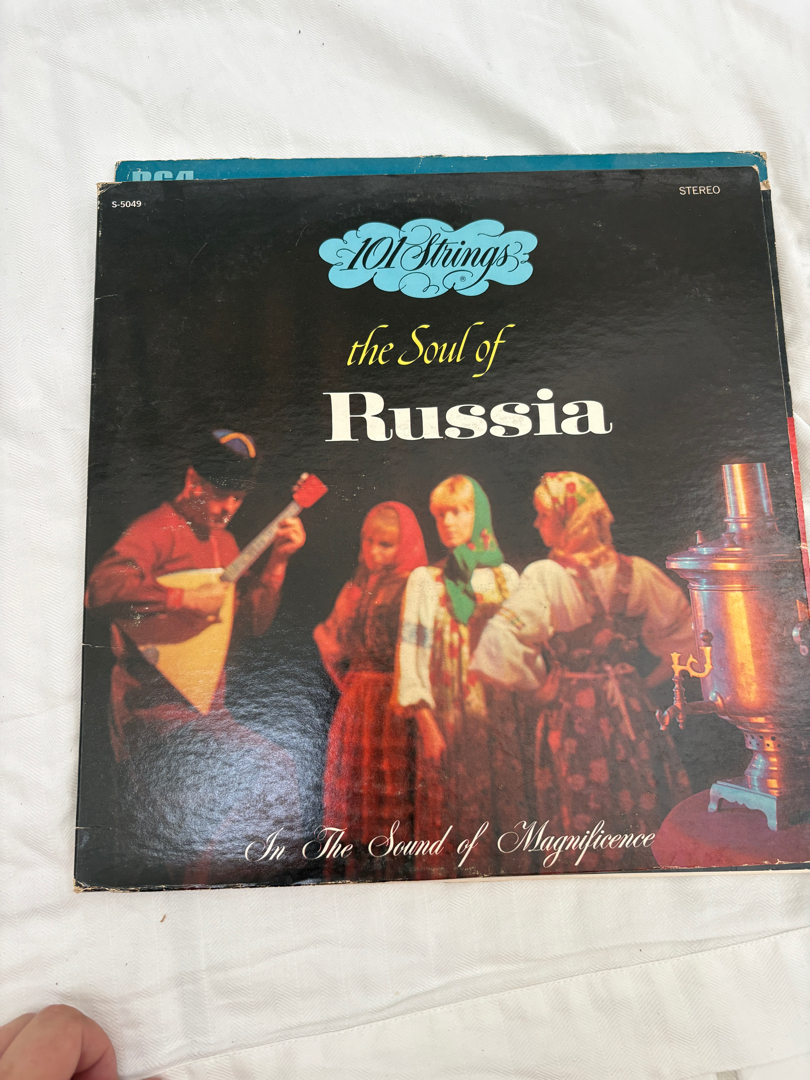 RCA
S-5049
STEREO
101 Strings
®
the Soul of
Russia
In The Sound of Magnificence